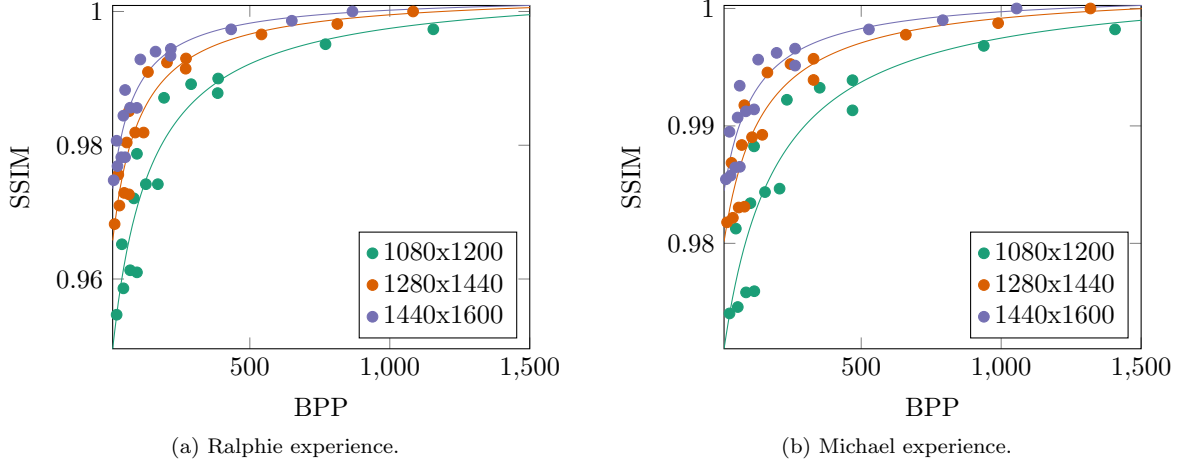 1
0.98
0.96
SSIM
500
1,000
1,500
BPP
1080x1200
1280x1440
1440x1600
(a) Ralphie experience.
1
0.99
0.98
SSIM
500
1,000
1,500
BPP
1080x1200
1280x1440
1440x1600
(b) Michael experience.